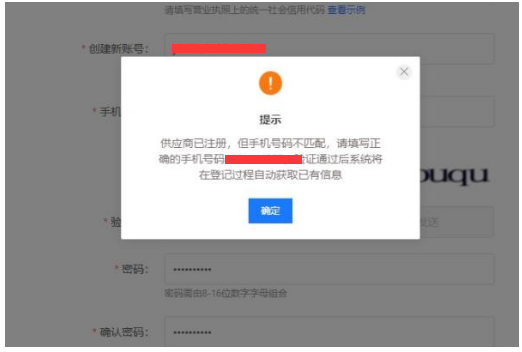 请填写营业执照上的统一社会信用代码 查看示例
* 创建新账号：
* 手机
提示
供应商已注册，但手机号码不匹配，请填写正
确的手机号码 验证通过后系统将
在登记过程自动获取已有信息
ouqu
* 验
发送
确定
* 密码：
••••••••••
密码需由8-16位数字字母组合
* 确认密码：
••••••••••